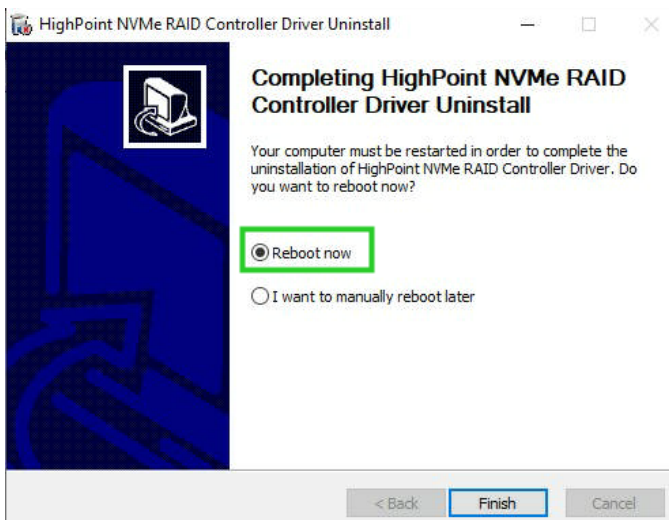 HighPoint NVMe RAID Controller Driver Uninstall
Completing HighPoint NVMe RAID
Controller Driver Uninstall
Your computer must be restarted in order to complete the
uninstallation of HighPoint NVMe RAID Controller Driver. Do
you want to reboot now?
Reboot now
I want to manually reboot later
< Back Finish Cancel